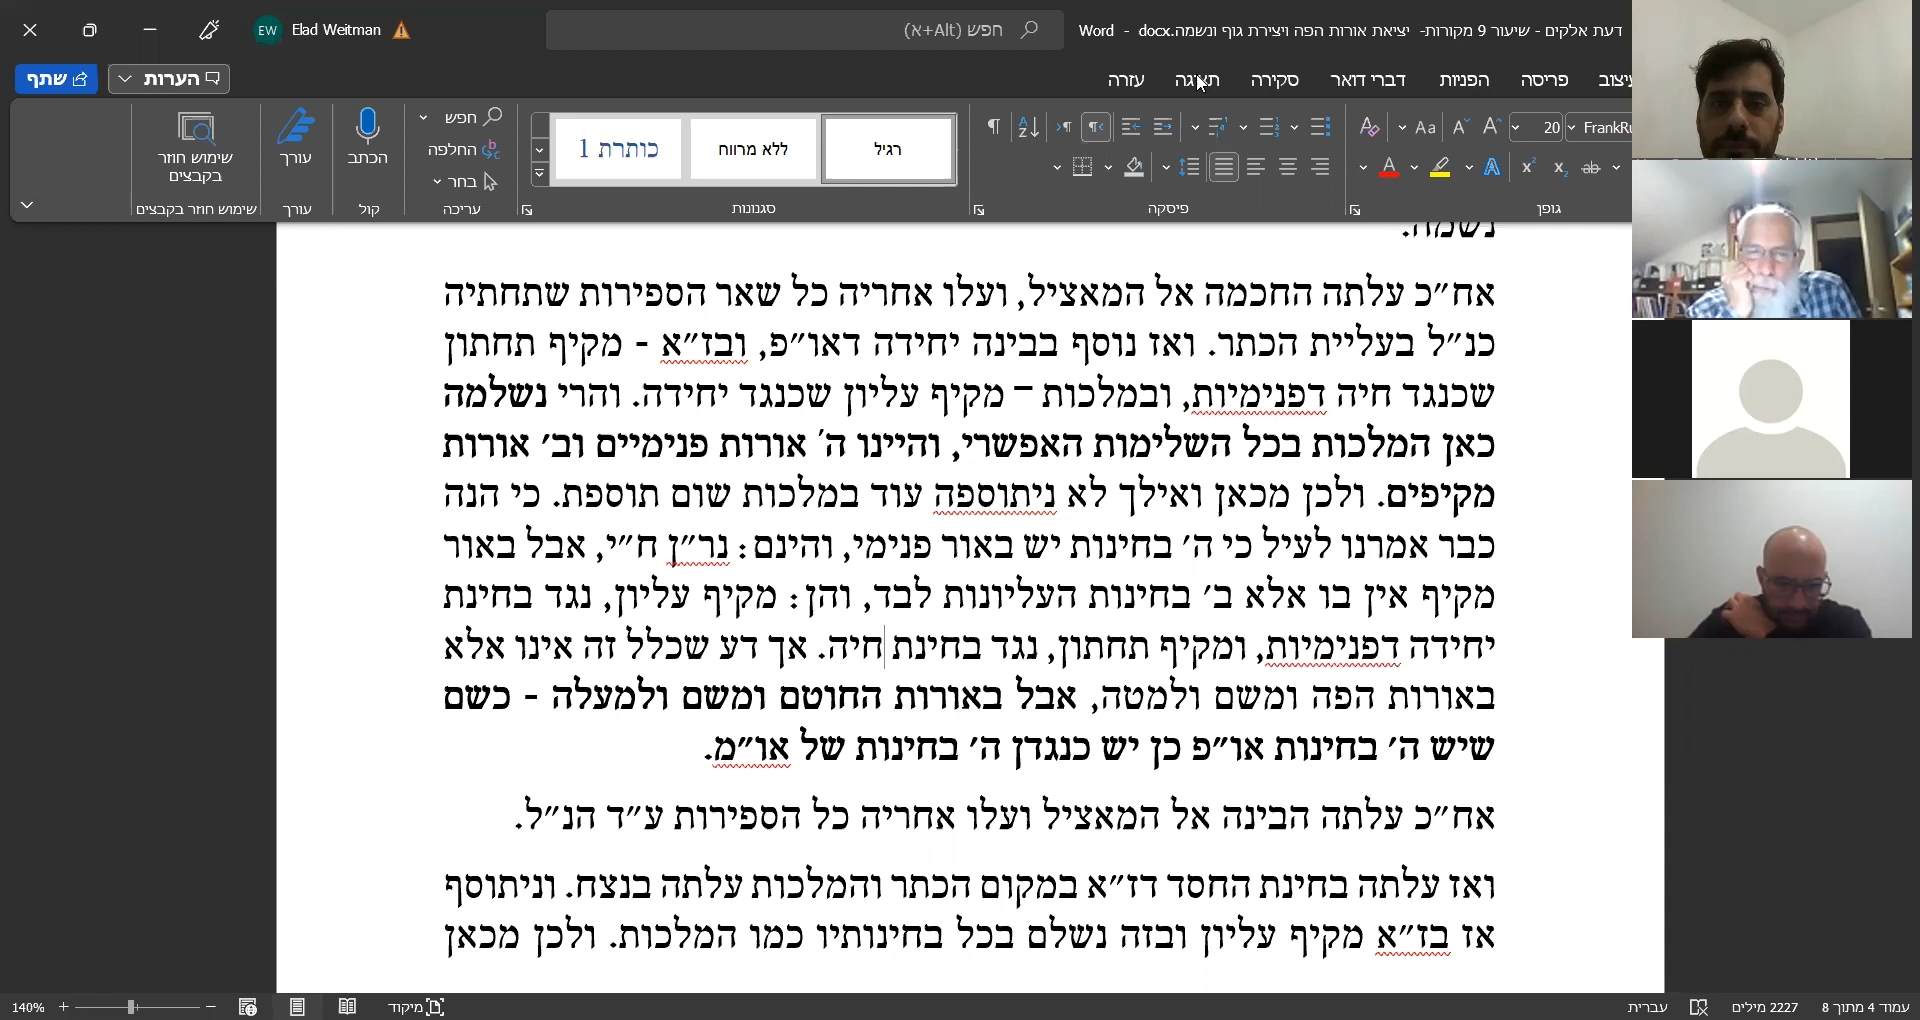 דעת אלקים - שיעור 9 מקורות- יציאת אורות הפה ויצירת גוף ונשמה.docx - Word
חפש (Alt+א)
Elad Weitman
EW
עיצוב פריסה הפניות דברי דואר סקירה תצוגה עזרה
הערות
שתף
FrankRu
20
Aa
רגיל
ללא מרווח
כותרת 1
חפש
החלפה
בחר
הכתב
עורך
שימוש חוזר
בקבצים
גופן
פיסקה
סגנונות
עריכה
קול
עורך
שימוש חוזר בקבצים
נשמה.
אח״כ עלתה החכמה אל המאציל, ועלו אחריה כל שאר הספירות שתחתיה
כנ״ל בעליית הכתר. ואז נוסף בבינה יחידה דאו״פ, ובז״א - מקיף תחתון
שכנגד חיה דפנימיות, ובמלכות – מקיף עליון שכנגד יחידה. והרי נשלמה
כאן המלכות בכל השלימות האפשרי, והיינו ה׳ אורות פנימיים וב׳ אורות
מקיפים. ולכן מכאן ואילך לא ניתוספה עוד במלכות שום תוספת. כי הנה
כבר אמרנו לעיל כי ה׳ בחינות יש באור פנימי, והינם: נר״ן ח״י, אבל באור
מקיף אין בו אלא ב׳ בחינות העליונות לבד, והן: מקיף עליון, נגד בחינת
יחידה דפנימיות, ומקיף תחתון, נגד בחינת חיה. אך דע שכלל זה אינו אלא
באורות הפה ומשם ולמטה, אבל באורות החוטם ומשם ולמעלה - כשם
שיש ה׳ בחינות או״פ כן יש כנגדן ה׳ בחינות של או״מ.
אח״כ עלתה הבינה אל המאציל ועלו אחריה כל הספירות ע״ד הנ״ל.
ואז עלתה בחינת החסד דז״א במקום הכתר והמלכות עלתה בנצח. וניתוסף
אז בז״א מקיף עליון ובזה נשלם בכל בחינותיו כמו המלכות. ולכן מכאן
עמוד 4 מתוך 8
2227 מילים
עברית
מיקוד
140%